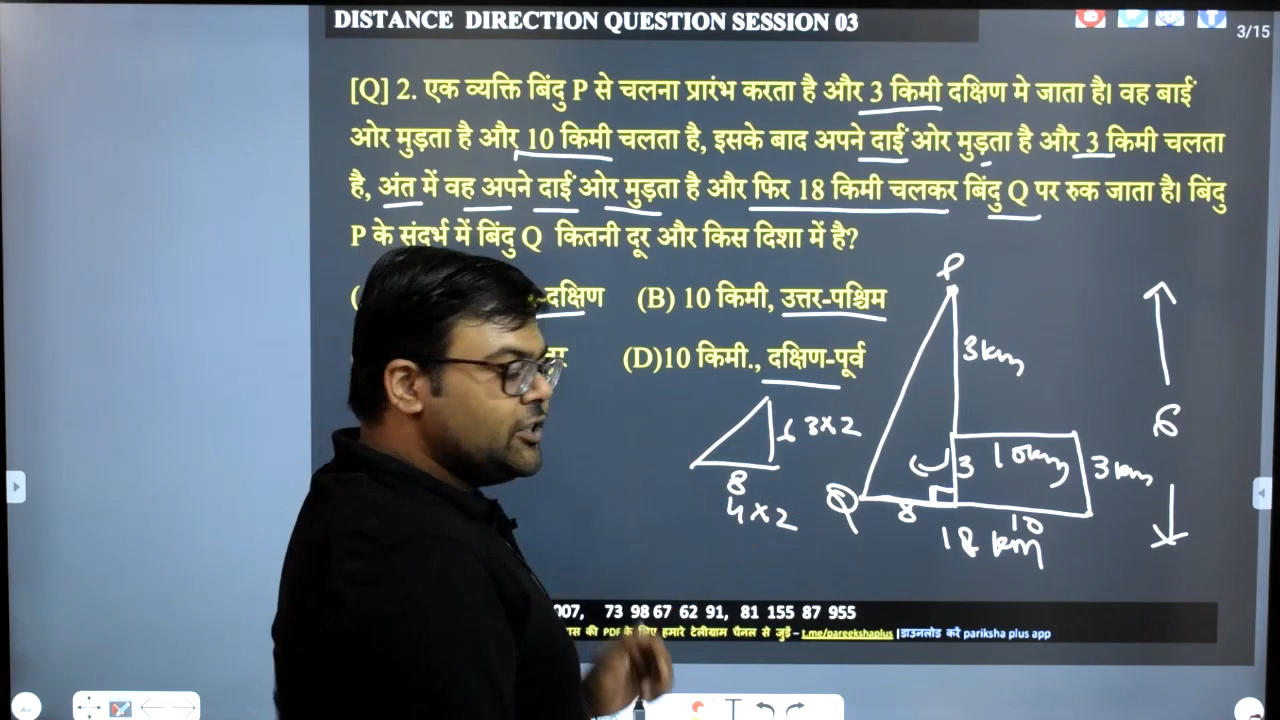 DISTANCE DIRECTION QUESTION SESSION 03
3/15
[Q] 2. एक व्यक्ति बिंदु P से चलना प्रारंभ करता है और 3 किमी दक्षिण मे जाता है। वह बाईं
ओर मुड़ता है और 10 किमी चलता है, इसके बाद अपने दाईं ओर मुड़ता है और 3 किमी चलता
है, अंत में वह अपने दाईं ओर मुड़ता है और फिर 18 किमी चलकर बिंदु Q पर रुक जाता है। बिंदु
P के संदर्भ में बिंदु Q कितनी दूर और किस दिशा में है?
-दक्षिण (B) 10 किमी, उत्तर-पश्चिम
(D)10 किमी., दक्षिण-पूर्व
P
3km
6 3x2
8
4x2
3 10km 3km
6
Q 8 10
18 km
007, 73 98 67 62 91, 81 155 87 955
की PDF के लिए हमारे टेलीग्राम चैनल से जुड़ें – t.me/pareekshaplus | डाउनलोड करें pariksha plus app